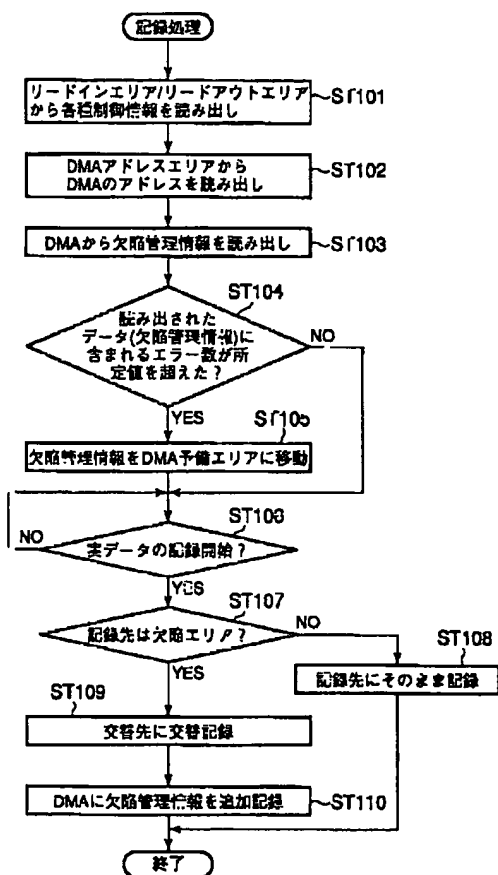 記録処理
リードインエリア/リードアウトエリア
から各種制御情報を読み出し
ST101
DMAアドレスエリアから
DMAのアドレスを読み出し
ST102
DMAから欠陥管理情報を読み出し
ST103
ST104
読み出された
データ(欠陥管理情報)に
含まれるエラー数が所
定値を超えた?
NO
YES
ST105
欠陥管理情報をDMA予備エリアに移動
ST106
NO
実データの記録開始?
YES
ST107
記録先は欠陥エリア?
NO
YES
ST108
記録先にそのまま記録
ST109
交替先に交替記録
DMAに欠陥管理情報を追加記録
ST110
終了